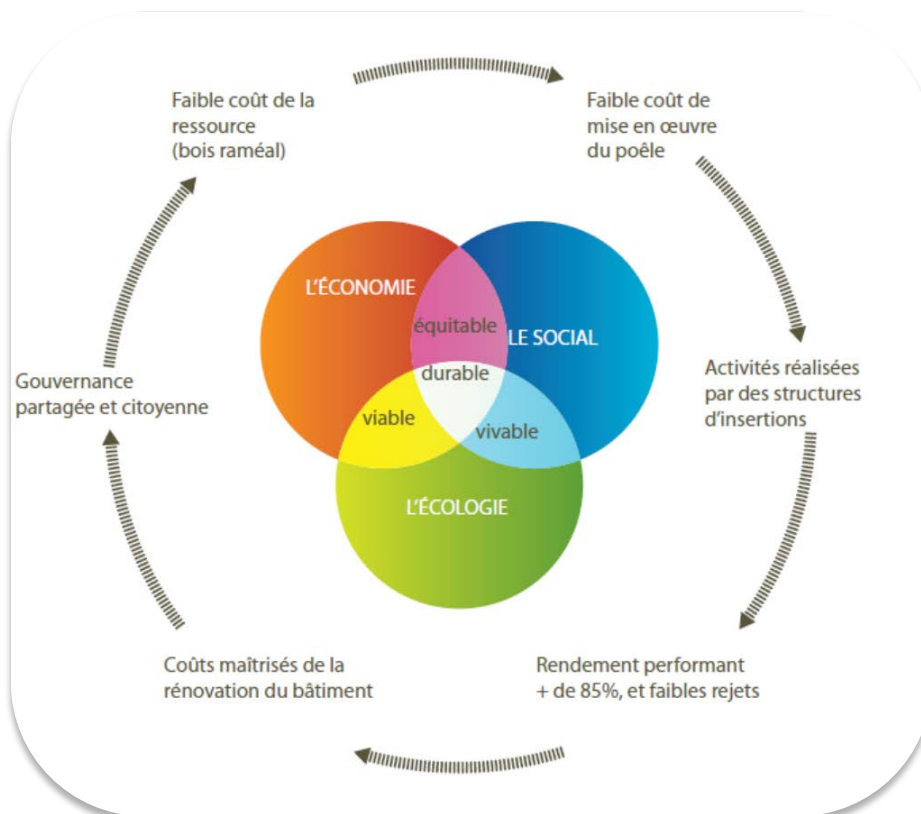 Faible coût de la
ressource
(bois raméal)
Faible coût de
mise en œuvre
du poêle
L'ÉCONOMIE
équitable
LE SOCIAL
durable
viable
vivable
L'ÉCOLOGIE
Gouvernance
partagée et citoyenne
Activités réalisées
par des structures
d'insertions
Coûts maîtrisés de la
rénovation du bâtiment
Rendement performant
+ de 85%, et faibles rejets